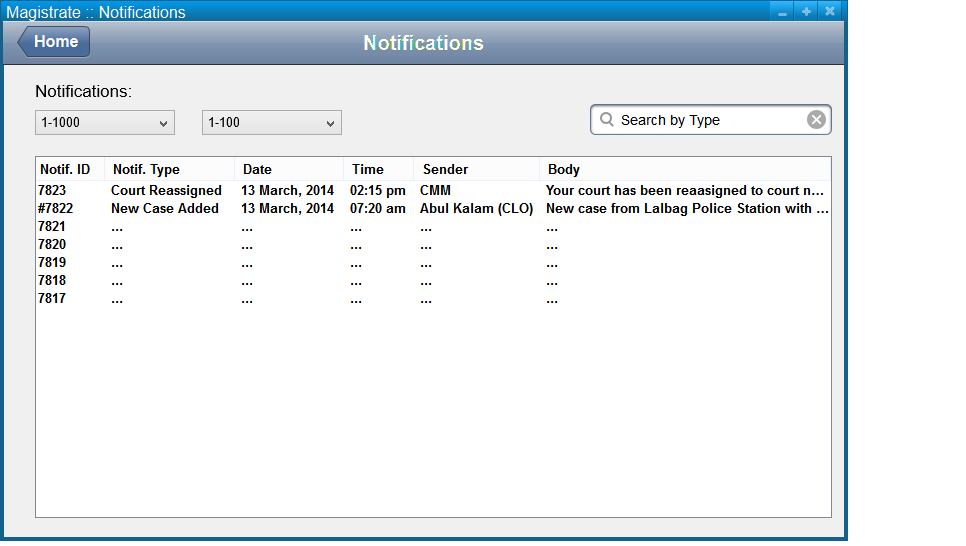 Magistrate :: Notifications
Home
Notifications
Notifications:
1-1000 1-100 Search by Type
Notif. ID Notif. Type Date Time Sender Body
7823 Court Reassigned 13 March, 2014 02:15 pm CMM Your court has been reaasigned to court n...
#7822 New Case Added 13 March, 2014 07:20 am Abul Kalam (CLO) New case from Lalbag Police Station with ...
7821 ... ... ... ... ...
7820 ... ... ... ... ...
7819 ... ... ... ... ...
7818 ... ... ... ... ...
7817 ... ... ... ... ...